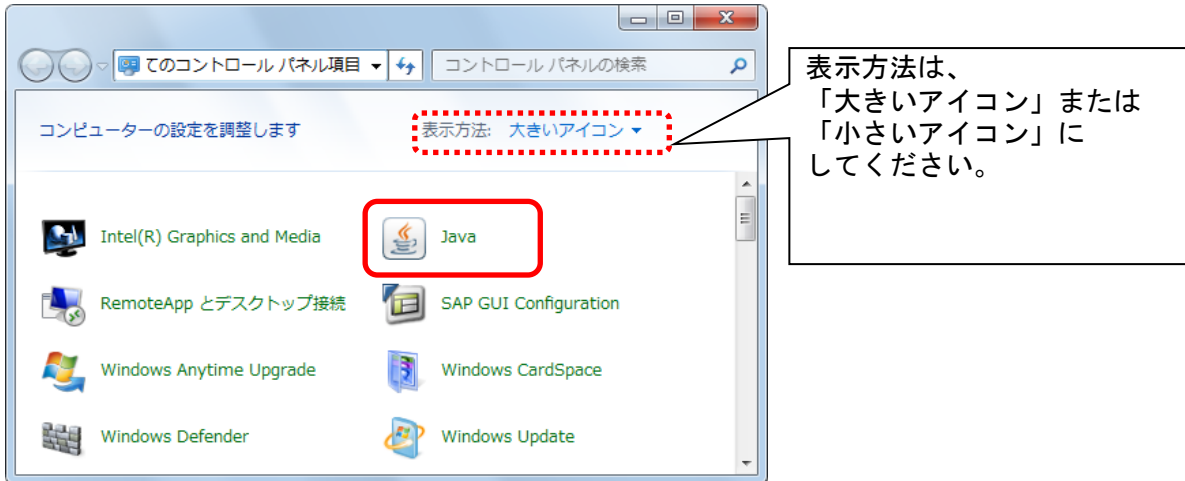 てのコントロール パネル項目
コントロール パネルの検索
コンピューターの設定を調整します
表示方法: 大きいアイコン
Intel(R) Graphics and Media
Java
RemoteApp とデスクトップ接続
SAP GUI Configuration
Windows Anytime Upgrade
Windows CardSpace
Windows Defender
Windows Update
表示方法は、
「大きいアイコン」または
「小さいアイコン」に
してください。